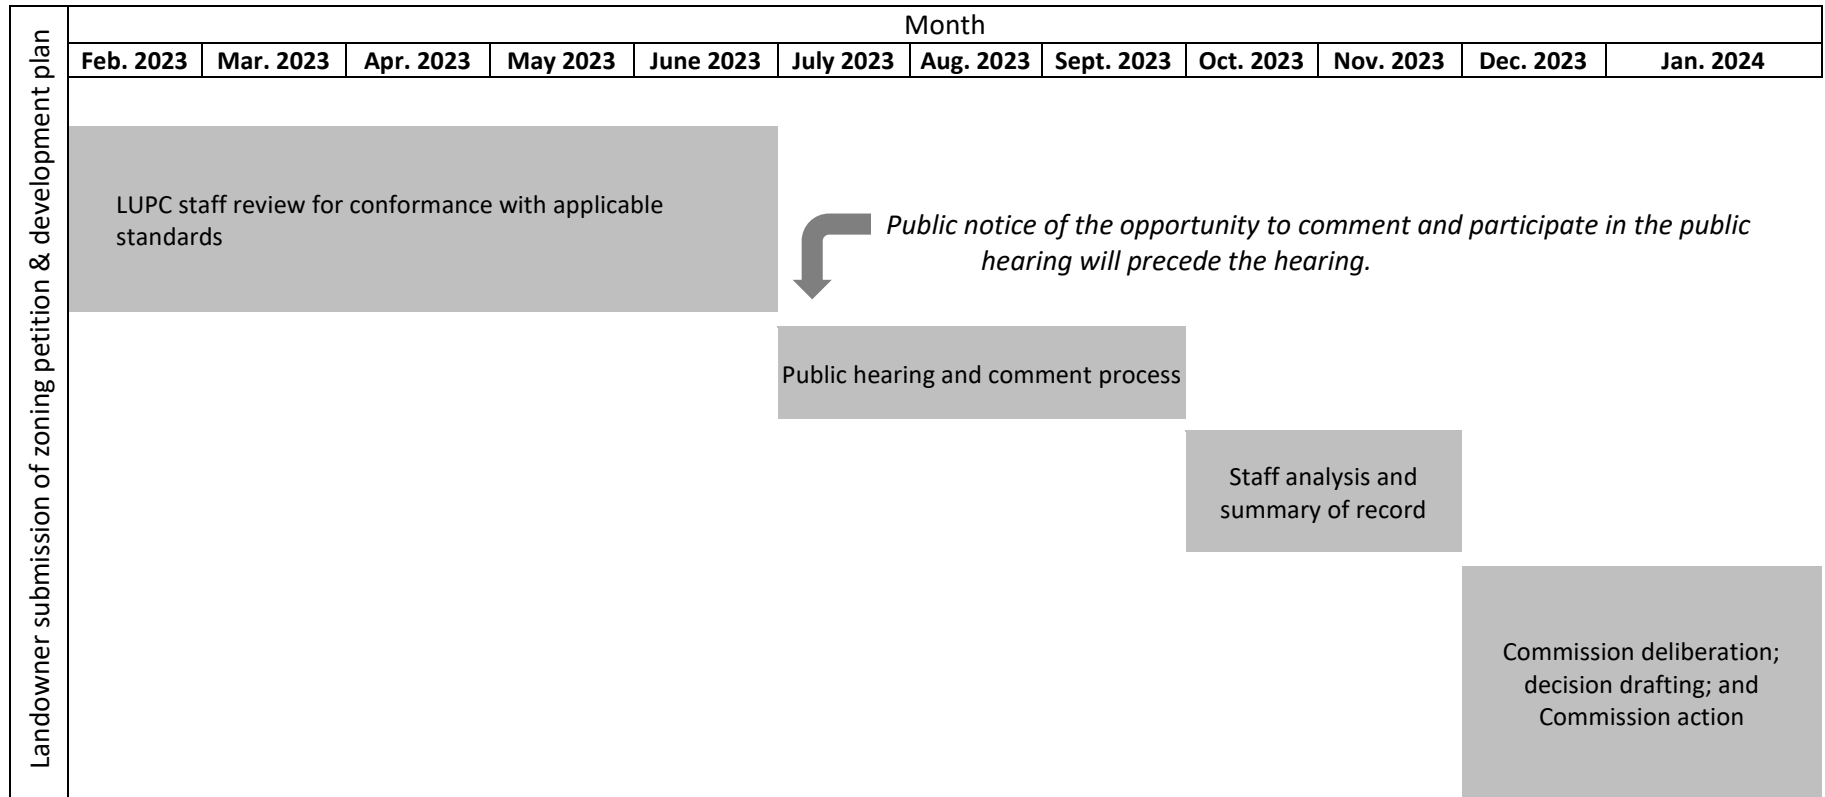 Landowner submission of zoning petition & development plan
Month
Feb. 2023 Mar. 2023 Apr. 2023 May 2023 June 2023 July 2023 Aug. 2023 Sept. 2023 Oct. 2023 Nov. 2023 Dec. 2023 Jan. 2024
LUPC staff review for conformance with applicable
standards
Public notice of the opportunity to comment and participate in the public
hearing will precede the hearing.
Public hearing and comment process
Staff analysis and
summary of record
Commission deliberation;
decision drafting; and
Commission action